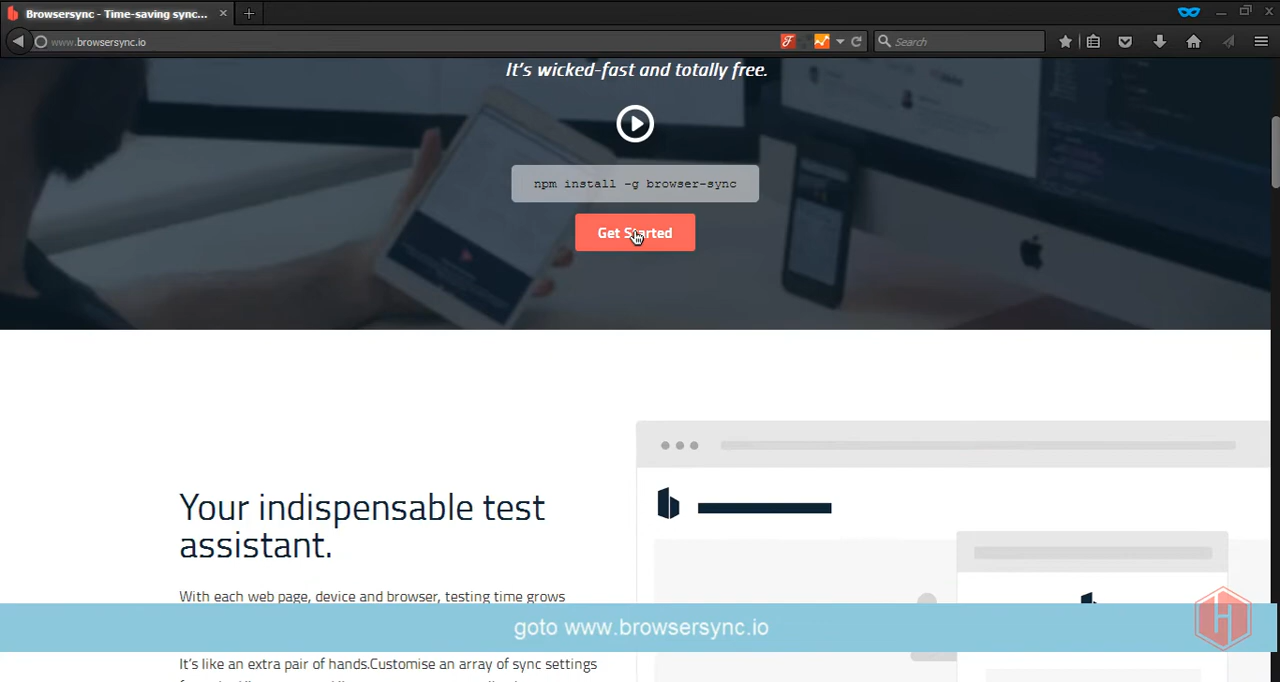 Browsersync - Time-saving sync...
www.browsersync.io
Search
It's wicked-fast and totally free.
npm install -g browser-sync
Get Started
Your indispensable test
assistant.
With each web page, device and browser, testing time grows
goto www.browsersync.io
It's like an extra pair of hands.Customise an array of sync settings